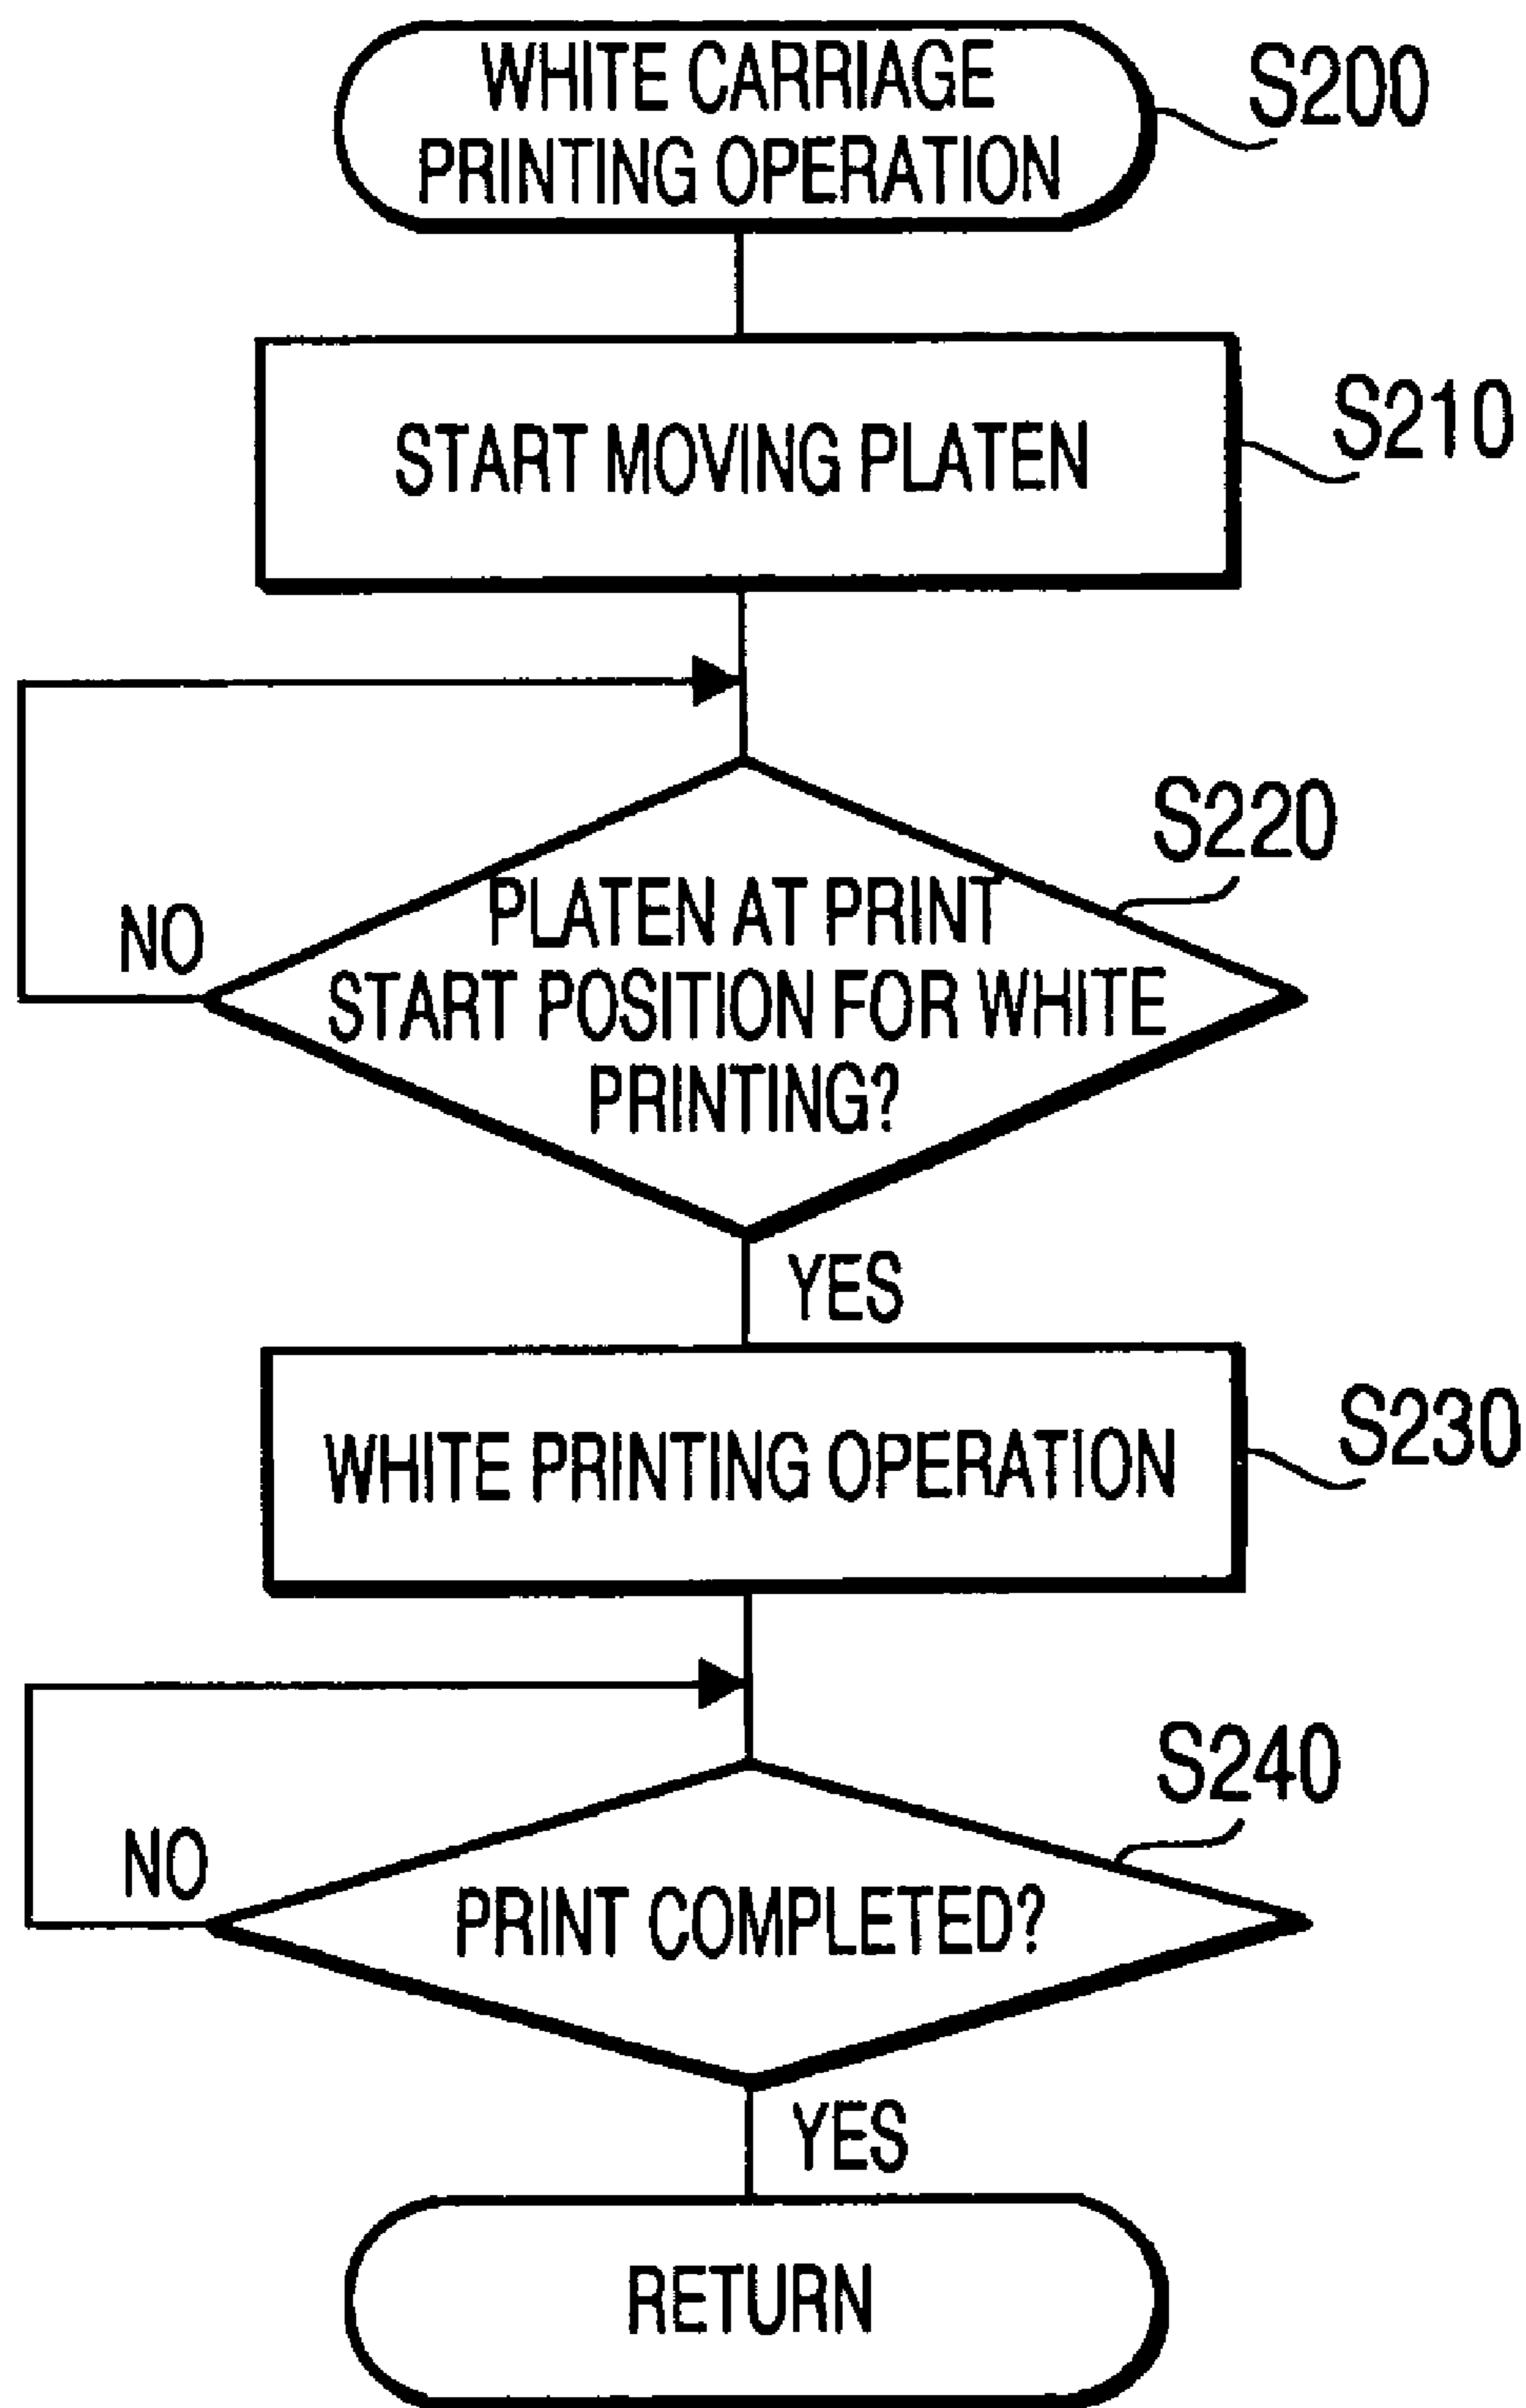 WHITE CARRIAGE
PRINTING OPERATION
S200
START MOVING PLATEN
S210
S220
PLATEN AT PRINT
START POSITION FOR WHITE
PRINTING?
NO
YES
WHITE PRINTING OPERATION
S230
S240
NO
PRINT COMPLETED?
YES
RETURN